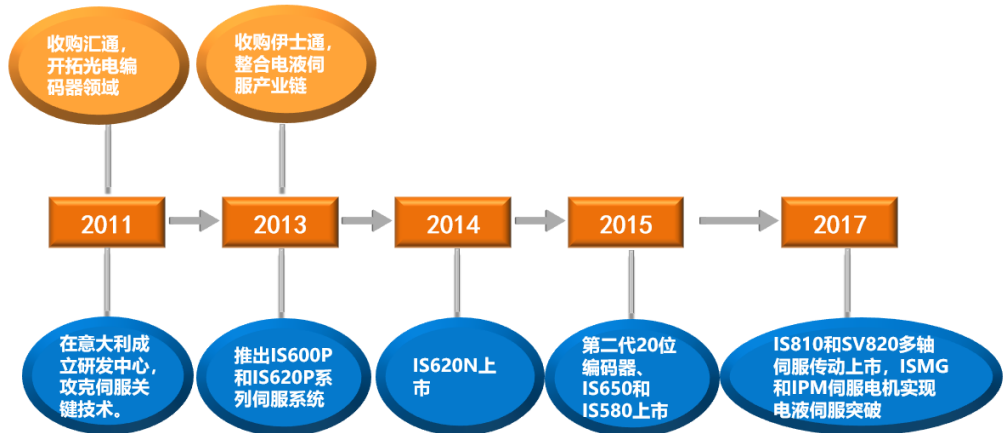 收购汇通，
开拓光电编
码器领域
收购伊士通，
整合电液伺
服产业链
2011
2013
2014
2015
2017
在意大利成
立研发中心，
攻克伺服关
键技术。
推出IS600P
和IS620P系
列伺服系统
IS620N上
市
第二代20位
编码器、
IS650和
IS580上市
IS810和SV820多轴
伺服传动上市，ISMG
和IPM伺服电机实现
电液伺服突破